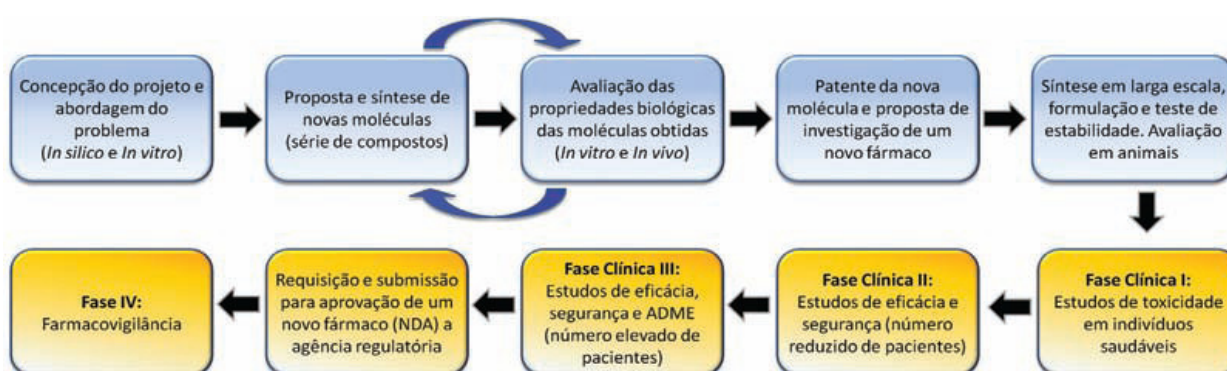 Concepção do projeto e
abordagem do
problema
(In silico e In vitro)
Proposta e síntese de
novas moléculas
(série de compostos)
Avaliação das
propriedades biológicas
das moléculas obtidas
(In vitro e In vivo)
Patente da nova
molécula e proposta de
investigação de um
novo fármaco
Síntese em larga escala,
formulação e teste de
estabilidade. Avaliação
em animais
Fase Clínica I:
Estudos de toxicidade
em indivíduos
saudáveis
Fase Clínica II:
Estudos de eficácia e
segurança (número
reduzido de pacientes)
Fase Clínica III:
Estudos de eficácia,
segurança e ADME
(número elevado de
pacientes)
Requisição e submissão
para aprovação de um
novo fármaco (NDA) a
agência regulatória
Fase IV:
Farmacovigilância